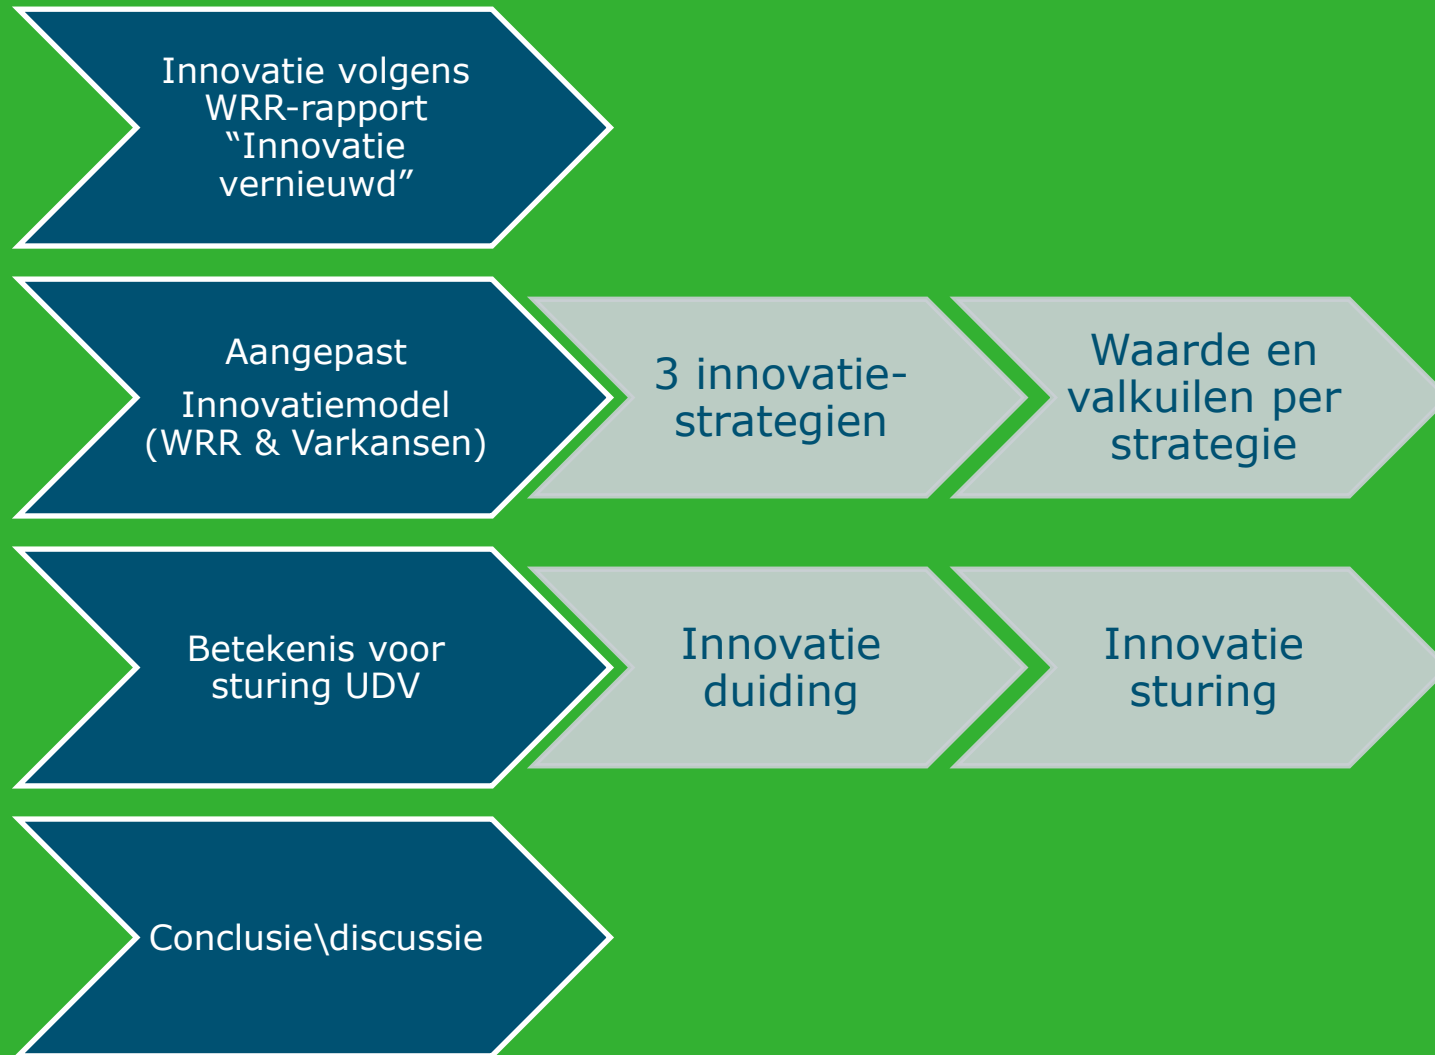 Innovatie volgens
WRR-rapport
“Innovatie
vernieuwd”
Aangepast
Innovatiemodel
(WRR & Varkansen)
3 innovatie-
strategien
Waarde en
valkuilen per
strategie
Betekenis voor
sturing UDV
Innovatie
duiding
Innovatie
sturing
Conclusie\discussie